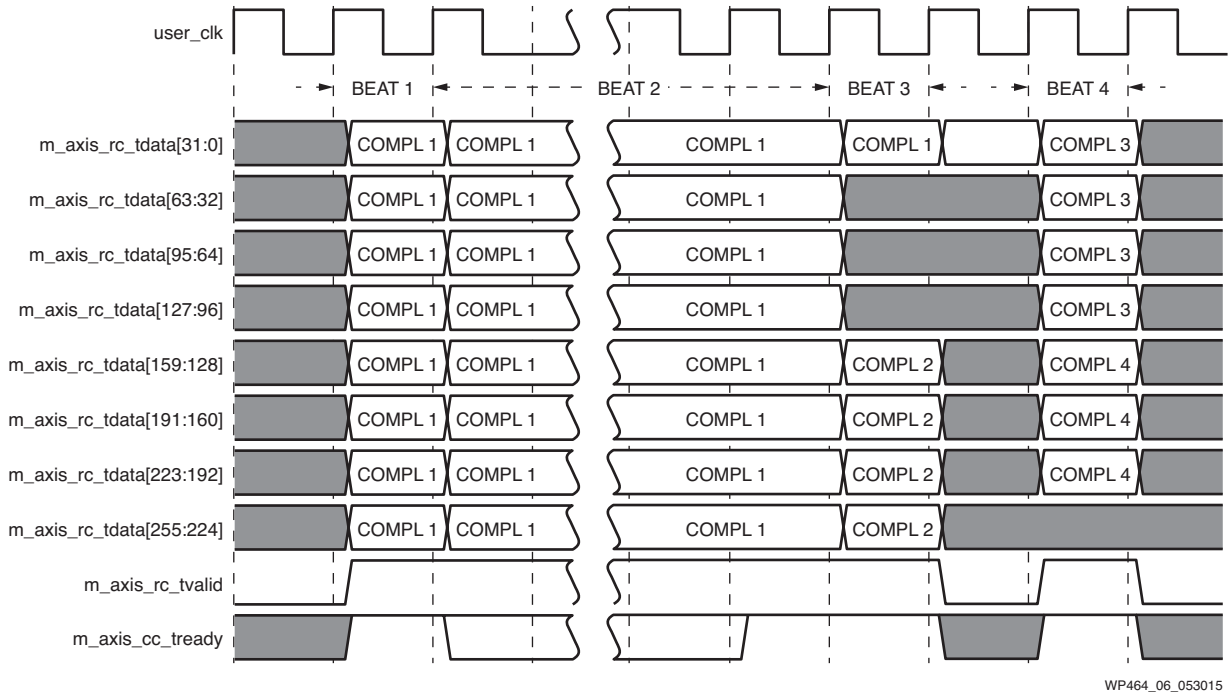 user_clk
BEAT 1 BEAT 2 BEAT 3 BEAT 4
m_axis_rc_tdata[31:0] COMPL 1 COMPL 1 COMPL 1 COMPL 1 COMPL 3
m_axis_rc_tdata[63:32] COMPL 1 COMPL 1 COMPL 1 COMPL 3
m_axis_rc_tdata[95:64] COMPL 1 COMPL 1 COMPL 1 COMPL 3
m_axis_rc_tdata[127:96] COMPL 1 COMPL 1 COMPL 1 COMPL 3
m_axis_rc_tdata[159:128] COMPL 1 COMPL 1 COMPL 1 COMPL 2 COMPL 4
m_axis_rc_tdata[191:160] COMPL 1 COMPL 1 COMPL 1 COMPL 2 COMPL 4
m_axis_rc_tdata[223:192] COMPL 1 COMPL 1 COMPL 1 COMPL 2 COMPL 4
m_axis_rc_tdata[255:224] COMPL 1 COMPL 1 COMPL 1 COMPL 2
m_axis_rc_tvalid
m_axis_cc_tready
WP464_06_053015